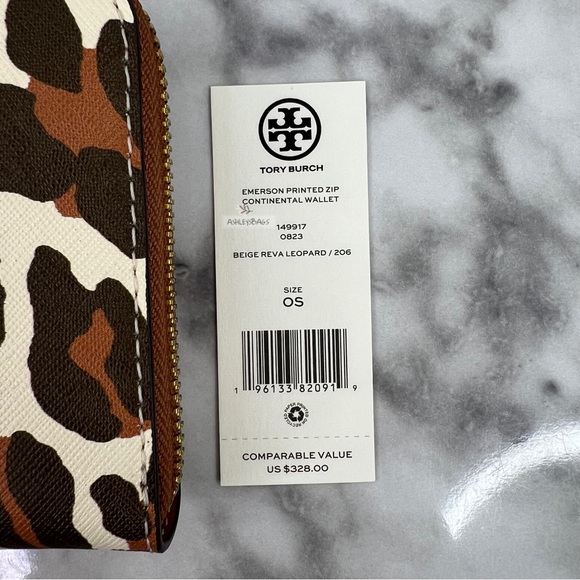 TORY BURCH
EMERSON PRINTED ZIP
CONTINENTAL WALLET
ASHLEYSBAGS
149917
0823
BEIGE REVA LEOPARD / 206
SIZE
OS
1 96133 82091 9
COMPARABLE VALUE
US $328.00